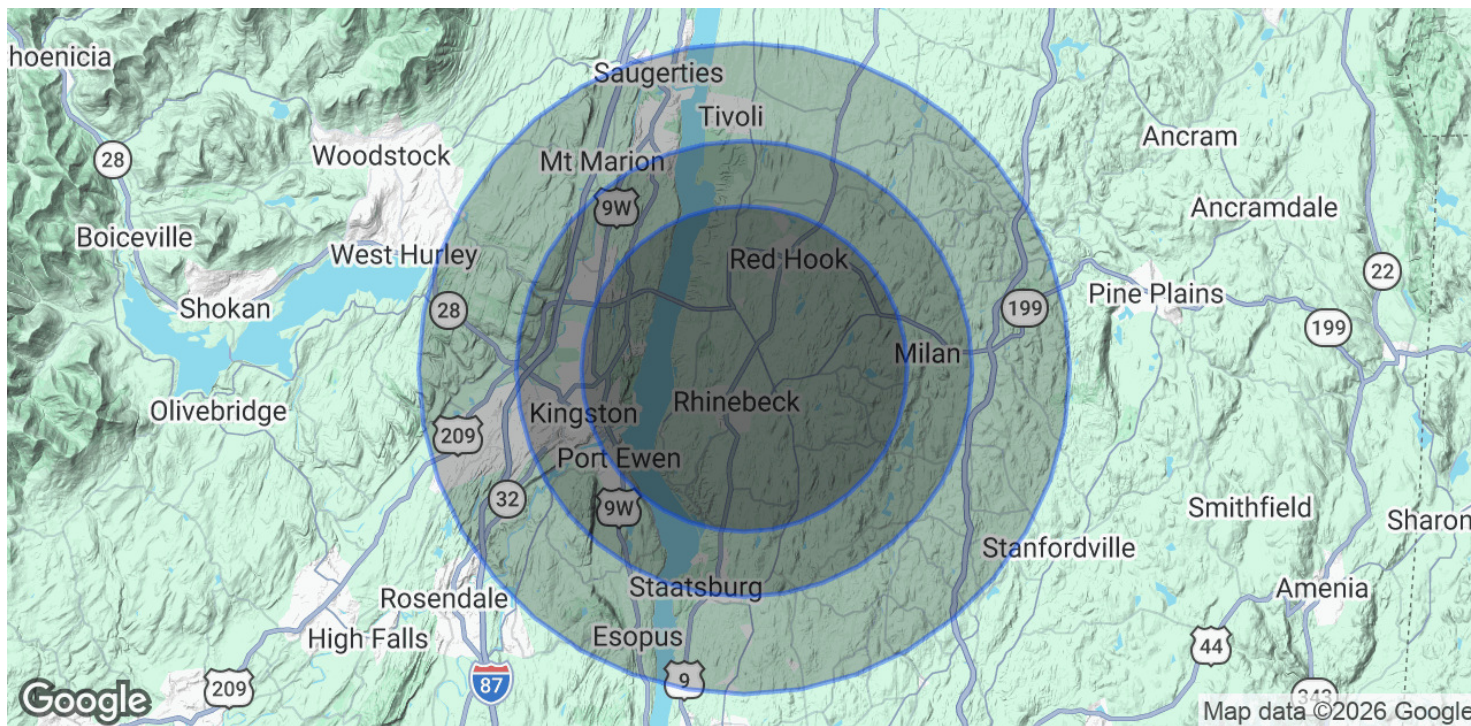 hoenicia
Saugerties
Tivoli
Ancram
28
Woodstock
Mt Marion
9W
Ancramdale
Boiceville
West Hurley
Red Hook
22
Shokan
28
199
Pine Plains
199
Milan
Olivebridge
Kingston
Rhinebeck
209
Port Ewen
32
9W
Smithfield
Sharon
Stanfordville
Staatsburg
Rosendale
Amenia
High Falls
Esopus
44
87
9
209
343
Google
Map data ©2026 Google